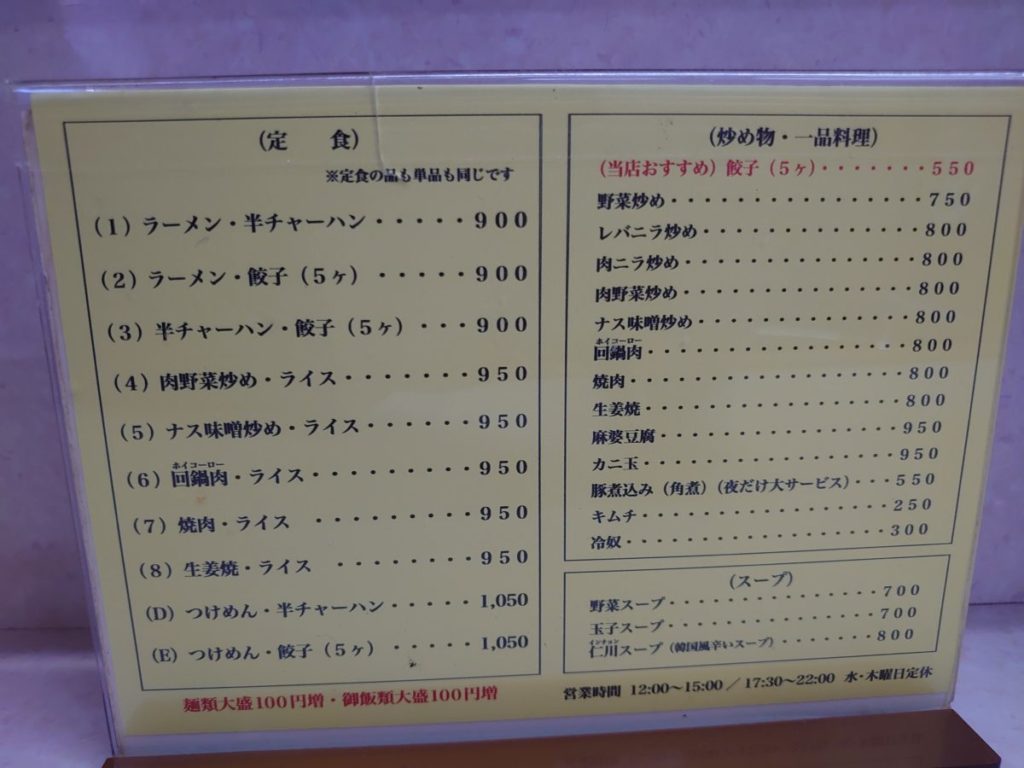 (定　食)
※定食の品も単品も同じです
(1) ラーメン・半チャーハン・・・・・900
(2) ラーメン・餃子（5ヶ）・・・・・900
(3) 半チャーハン・餃子（5ヶ）・・・900
(4) 肉野菜炒め・ライス・・・・・・・950
(5) ナス味噌炒め・ライス・・・・・・950
ホイコーロー
(6) 回鍋肉・ライス・・・・・・・・・950
(7) 焼肉・ライス ・・・・・・・・・950
(8) 生姜焼・ライス ・・・・・・・・950
(D) つけめん・半チャーハン・・・・・1,050
(E) つけめん・餃子（5ヶ）・・・・・1,050
麺類大盛100円増・御飯類大盛100円増
(炒め物・一品料理)
（当店おすすめ）餃子（5ヶ）・・・・・・・550
野菜炒め・・・・・・・・・・・・・・・・750
レバニラ炒め・・・・・・・・・・・・・・800
肉ニラ炒め・・・・・・・・・・・・・・・800
肉野菜炒め・・・・・・・・・・・・・・・800
ナス味噌炒め・・・・・・・・・・・・・・800
ホイコーロー
回鍋肉・・・・・・・・・・・・・・・・・800
焼肉・・・・・・・・・・・・・・・・・・800
生姜焼・・・・・・・・・・・・・・・・・800
麻婆豆腐・・・・・・・・・・・・・・・・950
カニ玉・・・・・・・・・・・・・・・・・950
豚煮込み（角煮）（夜だけ大サービス）・・・550
キムチ・・・・・・・・・・・・・・・・・250
冷奴・・・・・・・・・・・・・・・・・・300
(スープ)
野菜スープ・・・・・・・・・・・・・・・700
玉子スープ・・・・・・・・・・・・・・・700
インチョン
仁川スープ（韓国風辛いスープ）・・・・・・・・800
営業時間 12:00～15:00／17:30～22:00 水・木曜日定休